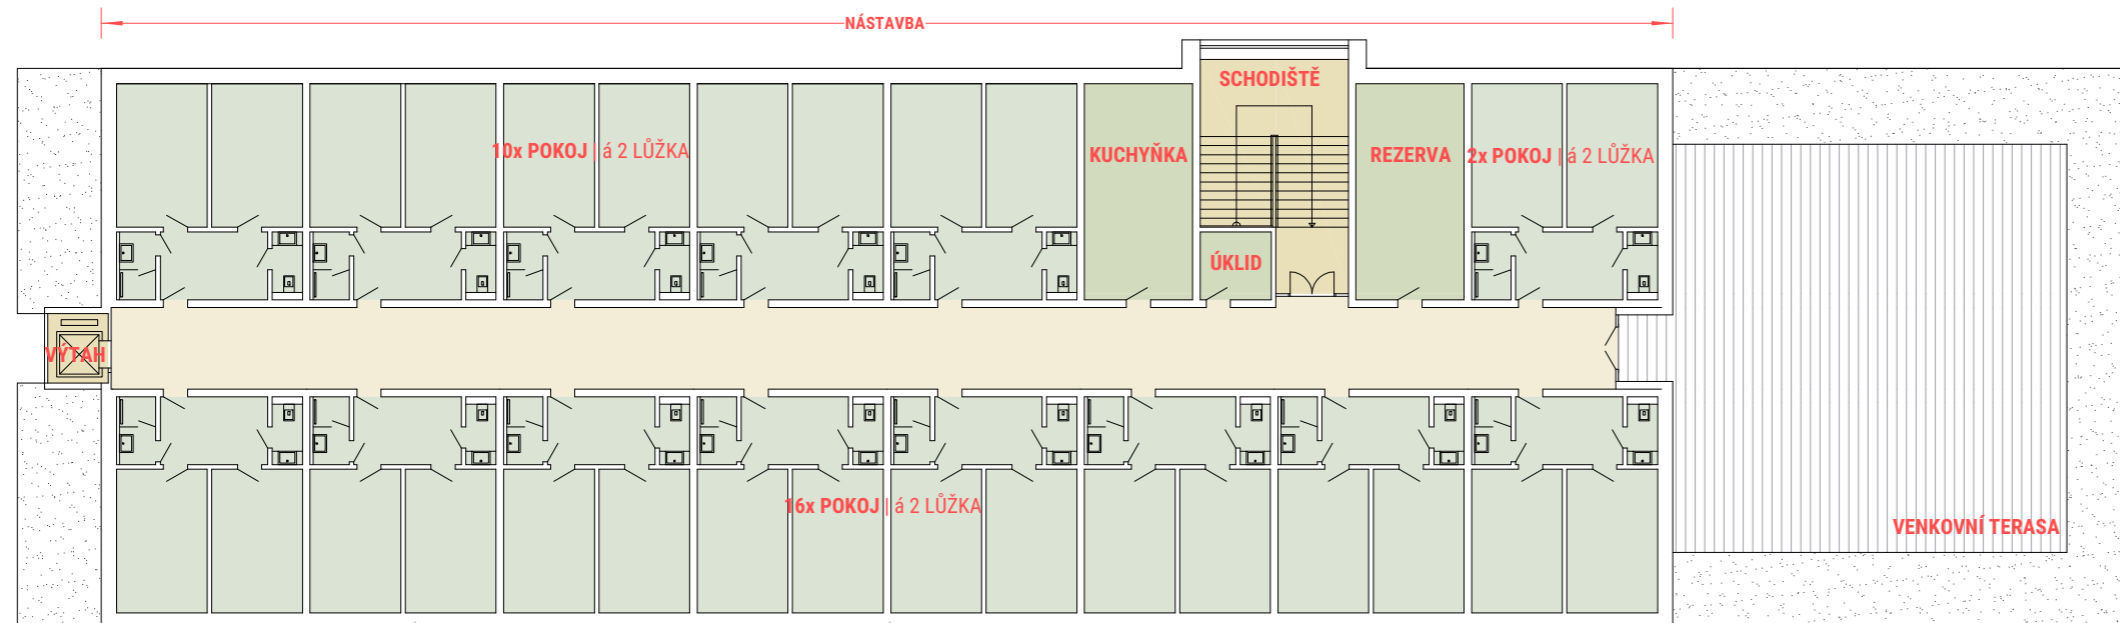 NÁSTAVBA
SCHODIŠTĚ
10x POKOJ | á 2 LŮŽKA
KUCHYŇKA
REZERVA
2x POKOJ | á 2 LŮŽKA
ÚKLID
VÝTAH
16x POKOJ | á 2 LŮŽKA
VENKOVNÍ TERASA